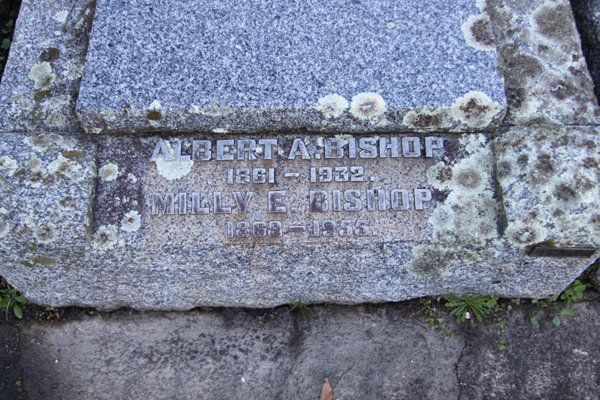 ALBERT A. BISHOP
1861 – 1932.
MILLY E BISHOP
1868 – 1955.